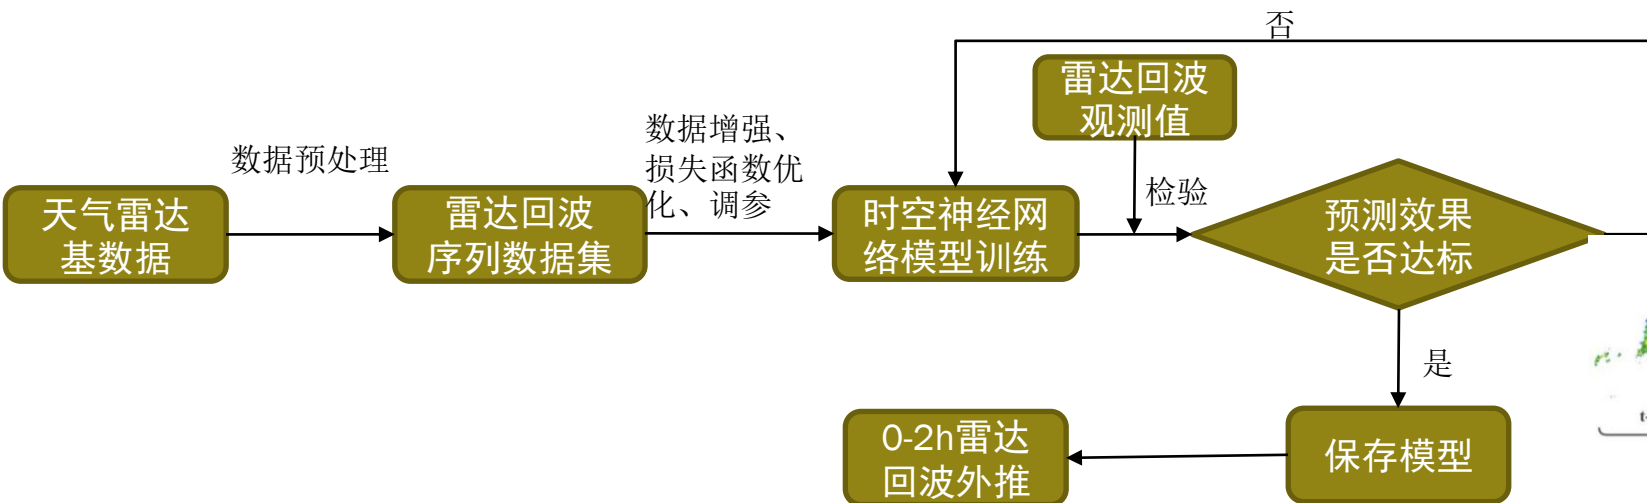 否
雷达回波
观测值
数据增强、
损失函数优
化、调参
数据预处理
检验
天气雷达
基数据
雷达回波
序列数据集
时空神经网
络模型训练
预测效果
是否达标
是
0-2h雷达
回波外推
保存模型